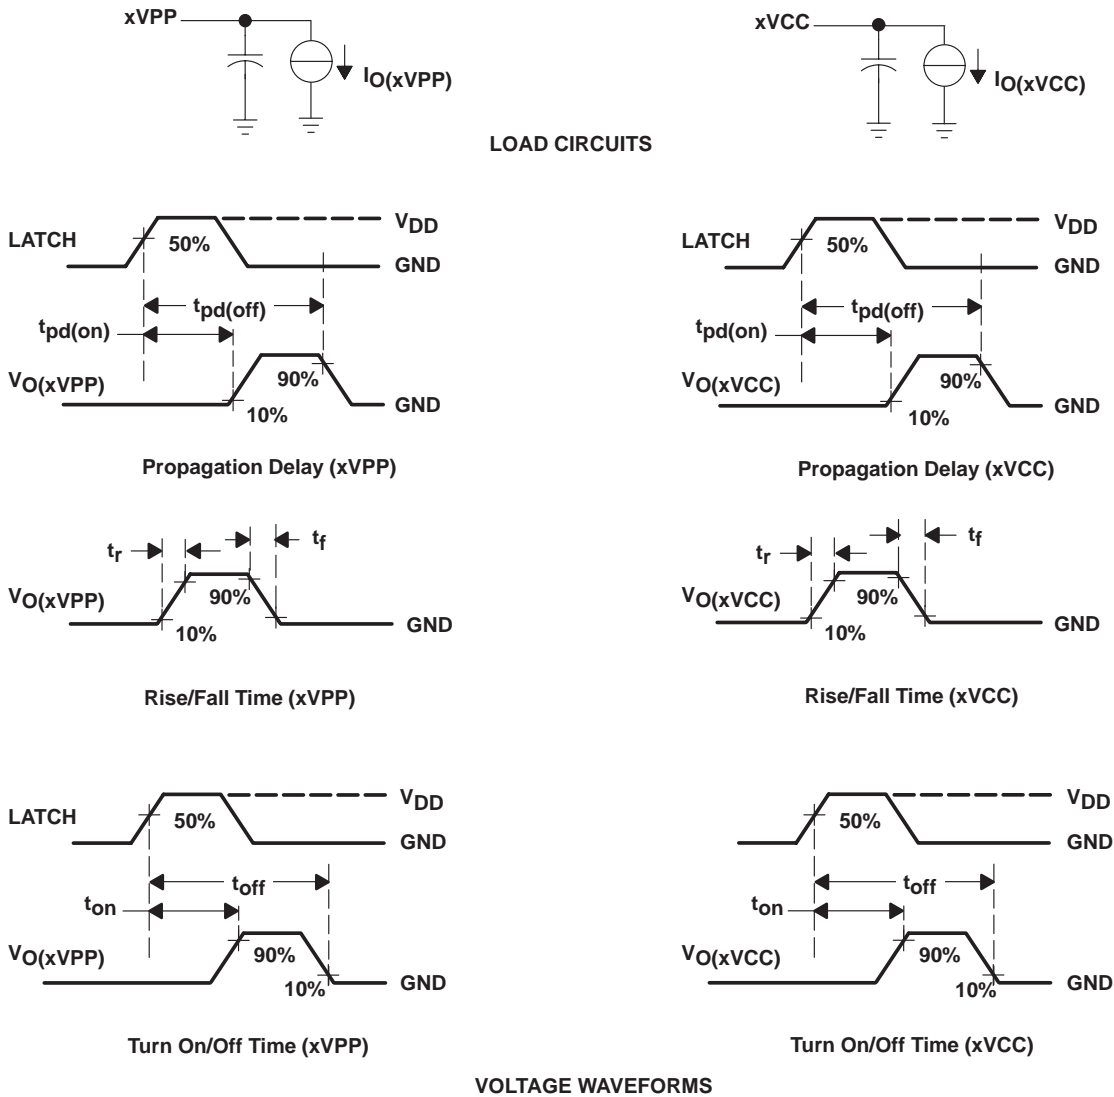 xVPP
IO(xVPP)
xVCC
IO(xVCC)
LOAD CIRCUITS
LATCH
50%
VDD
GND
tpd(off)
tpd(on)
VO(xVPP)
90%
10%
GND
Propagation Delay (xVPP)
LATCH
50%
VDD
GND
tpd(off)
tpd(on)
VO(xVCC)
90%
10%
GND
Propagation Delay (xVCC)
tr
tf
VO(xVPP)
90%
10%
GND
Rise/Fall Time (xVPP)
tr
tf
VO(xVCC)
90%
10%
GND
Rise/Fall Time (xVCC)
LATCH
50%
VDD
GND
toff
ton
VO(xVPP)
90%
10%
GND
Turn On/Off Time (xVPP)
50%
VDD
GND
toff
ton
VO(xVCC)
90%
10%
GND
Turn On/Off Time (xVCC)
VOLTAGE WAVEFORMS